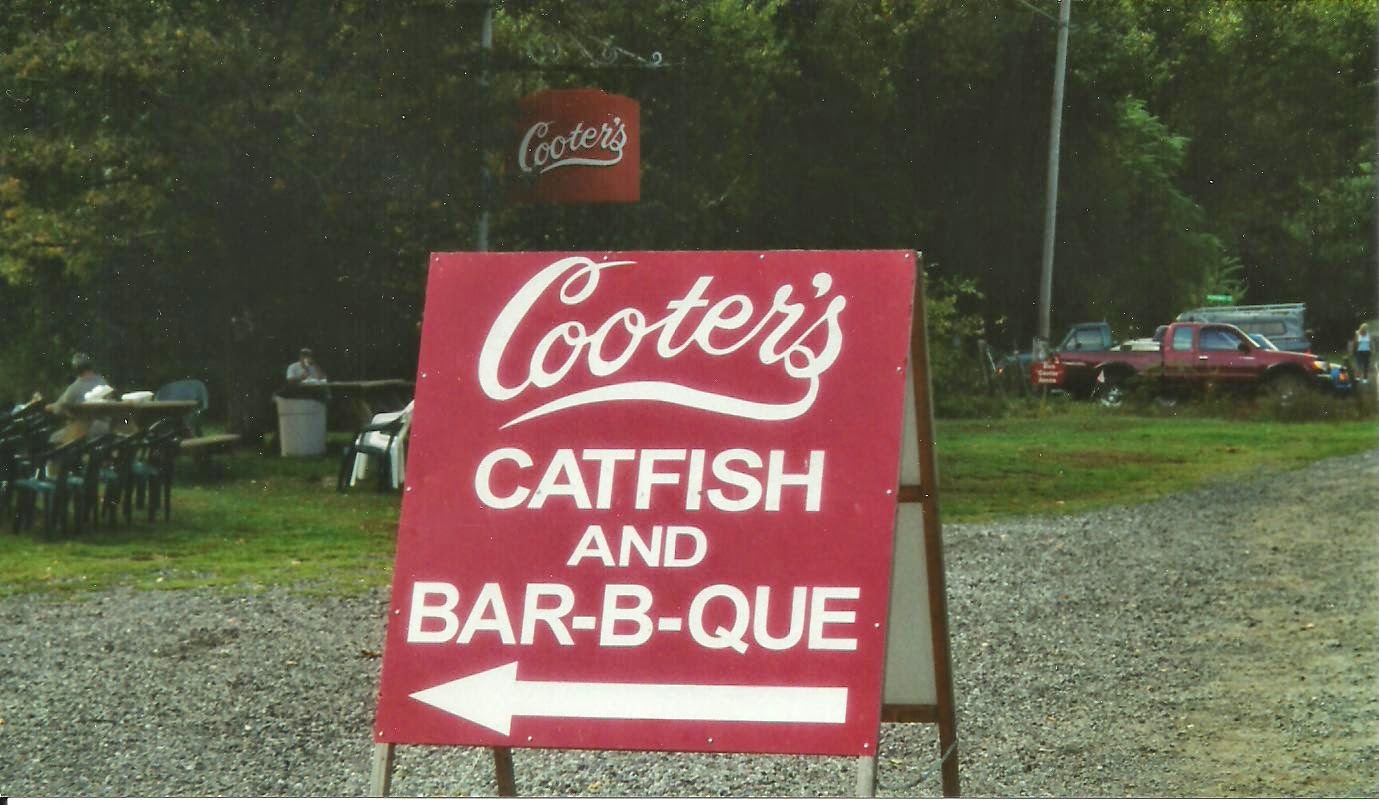 Cooter's
Cooter's
CATFISH
AND
BAR-B-QUE